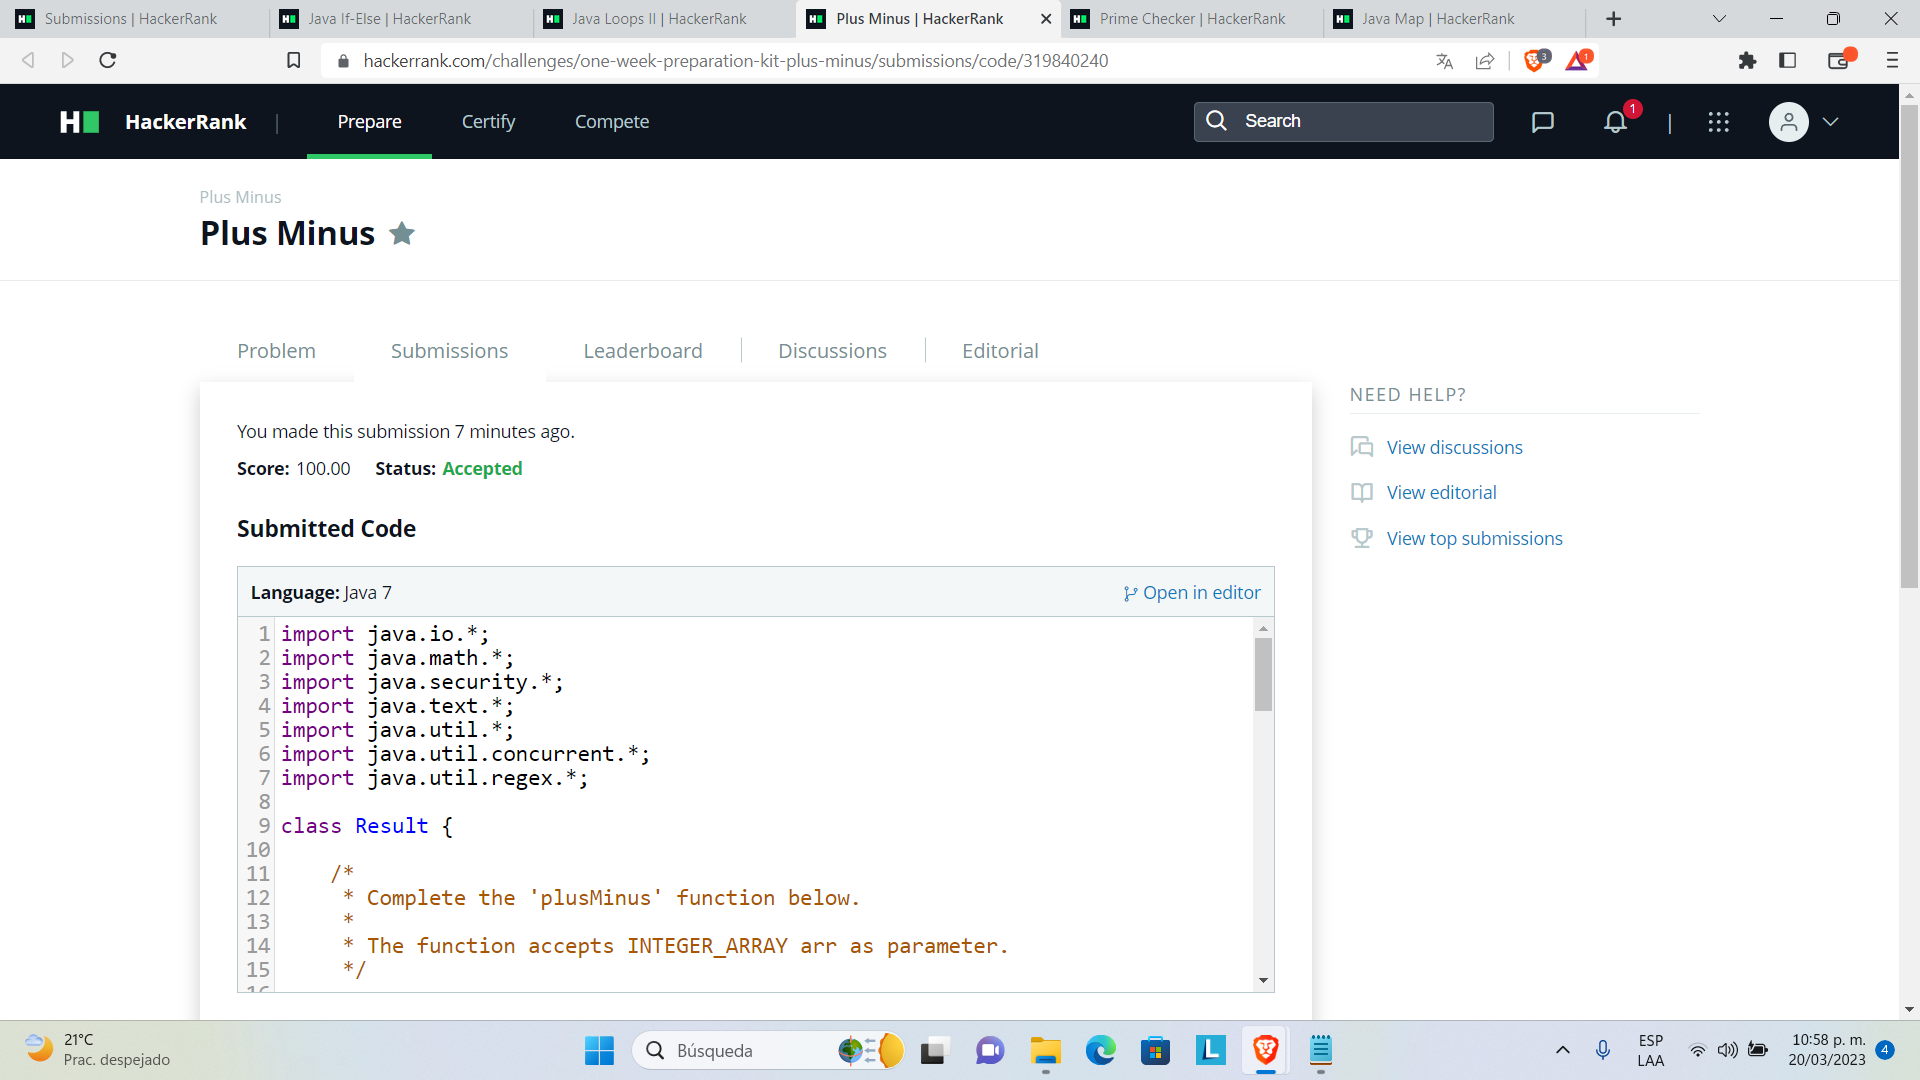 Submissions | HackerRank
Java If-Else | HackerRank
Java Loops II | HackerRank
Plus Minus | HackerRank
Prime Checker | HackerRank
Java Map | HackerRank
hackerrank.com/challenges/one-week-preparation-kit-plus-minus/submissions/code/319840240
3
1
HackerRank
Prepare
Certify
Compete
Search
1
Plus Minus
Plus Minus
Problem
Submissions
Leaderboard
Discussions
Editorial
You made this submission 7 minutes ago.
Score: 100.00 Status: Accepted
Submitted Code
Language: Java 7
Open in editor
1 import java.io.*;
2 import java.math.*;
3 import java.security.*;
4 import java.text.*;
5 import java.util.*;
6 import java.util.concurrent.*;
7 import java.util.regex.*;
8
9 class Result {
10
11 /*
12 * Complete the 'plusMinus' function below.
13 *
14 * The function accepts INTEGER_ARRAY arr as parameter.
15 */
16
NEED HELP?
View discussions
View editorial
View top submissions
21°C
Prac. despejado
Búsqueda
ESP
LAA
10:58 p. m.
20/03/2023
4